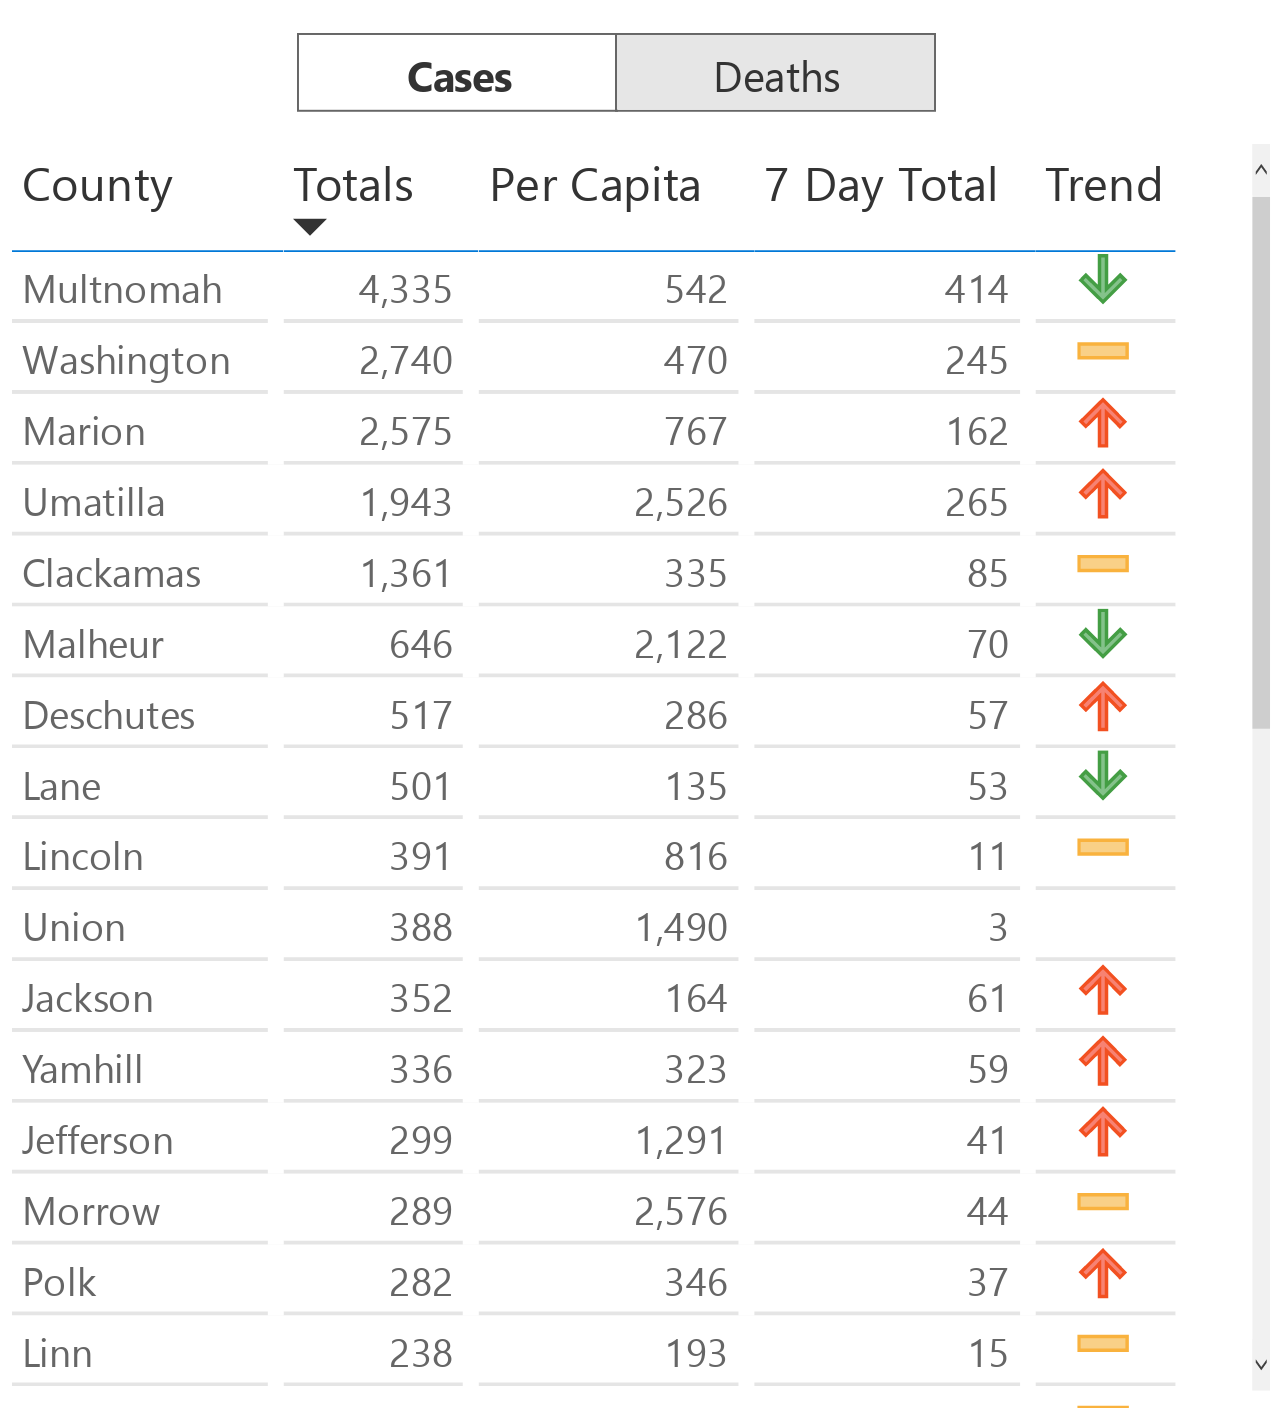 Cases Deaths
County Totals Per Capita 7 Day Total Trend
Multnomah 4,335 542 414
Washington 2,740 470 245
Marion 2,575 767 162
Umatilla 1,943 2,526 265
Clackamas 1,361 335 85
Malheur 646 2,122 70
Deschutes 517 286 57
Lane 501 135 53
Lincoln 391 816 11
Union 388 1,490 3
Jackson 352 164 61
Yamhill 336 323 59
Jefferson 299 1,291 41
Morrow 289 2,576 44
Polk 282 346 37
Linn 238 193 15